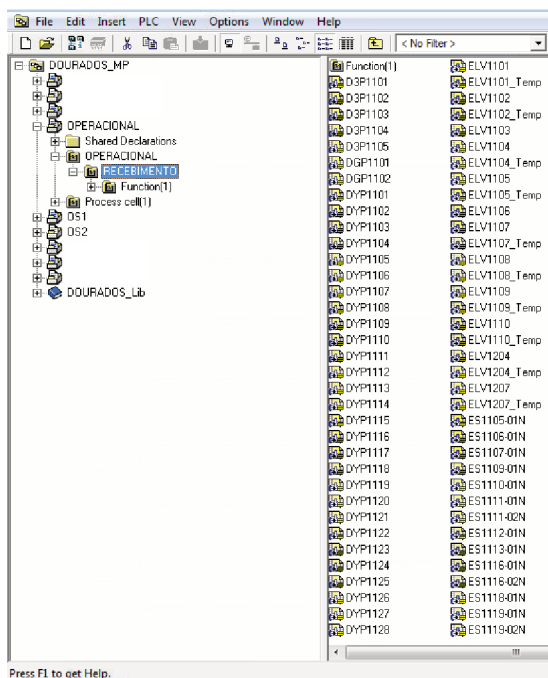 File Edit Insert PLC View Options Window Help
< No Filter >
DOURADOS_MP
OPERACIONAL
Shared Declarations
OPERACIONAL
RECEBIMENTO
Function(1)
Process cell(1)
OS1
OS2
DOURADOS_Lib
Function(1)
D3P1101
D3P1102
D3P1103
D3P1104
D3P1105
DGP1101
DGP1102
DYP1101
DYP1102
DYP1103
DYP1104
DYP1105
DYP1106
DYP1107
DYP1108
DYP1109
DYP1110
DYP1111
DYP1112
DYP1113
DYP1114
DYP1115
DYP1116
DYP1117
DYP1118
DYP1119
DYP1120
DYP1121
DYP1122
DYP1123
DYP1124
DYP1125
DYP1126
DYP1127
DYP1128
ELV1101
ELV1101_Temp
ELV1102
ELV1102_Temp
ELV1103
ELV1104
ELV1104_Temp
ELV1105
ELV1105_Temp
ELV1106
ELV1107
ELV1107_Temp
ELV1108
ELV1108_Temp
ELV1109
ELV1109_Temp
ELV1110
ELV1110_Temp
ELV1204
ELV1204_Temp
ELV1207
ELV1207_Temp
ES1105-01N
ES1106-01N
ES1107-01N
ES1109-01N
ES1110-01N
ES1111-01N
ES1111-02N
ES1112-01N
ES1113-01N
ES1116-01N
ES1116-02N
ES1118-01N
ES1119-01N
ES1119-02N
Press F1 to get Help.